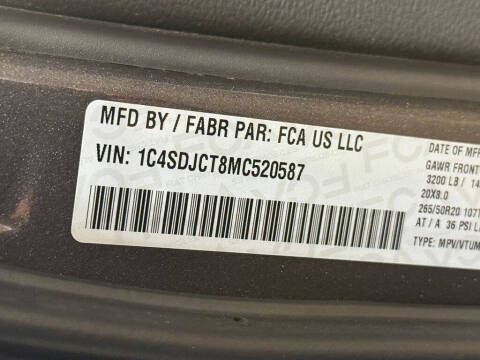 MFD BY / FABR PAR: FCA US LLC
VIN: 1C4SDJCT8MC520587
DATE OF MFR
GAWR FRONT
3200 LB / 14
20X8.0
265/50R20 107T
AT / A 36 PSI
TYPE: MPV/VTUM